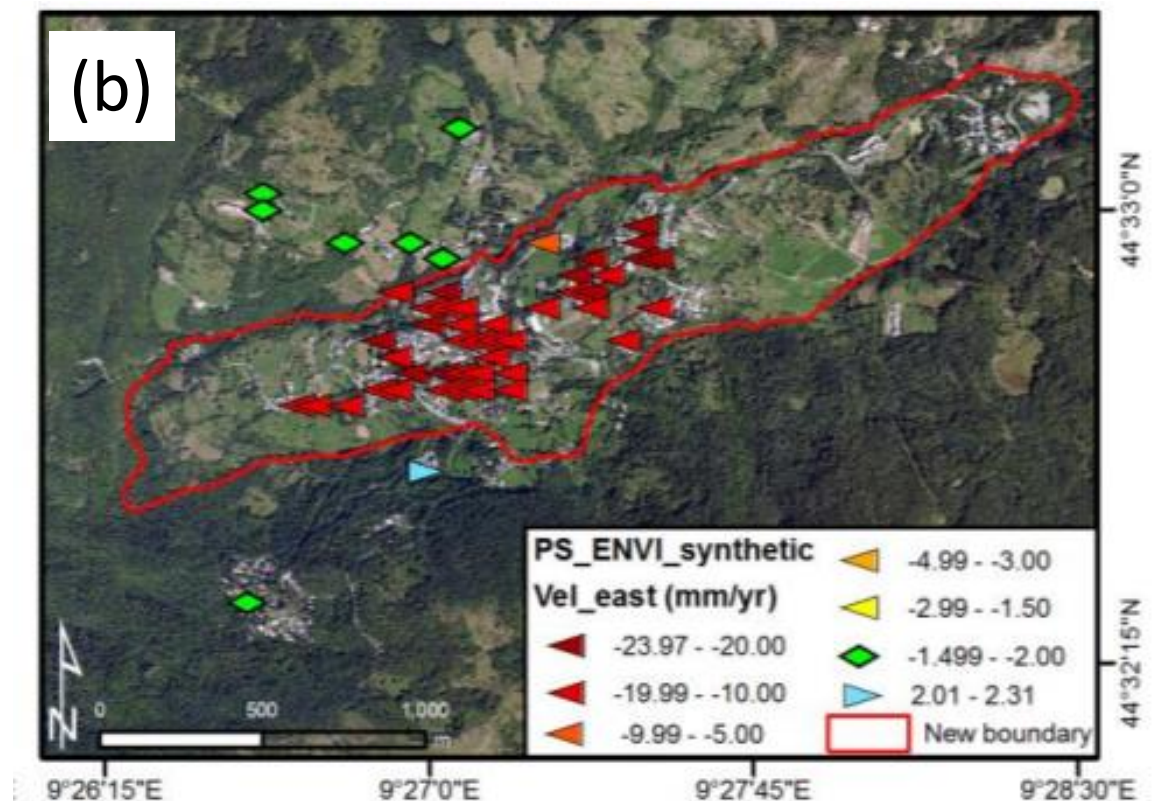 (b)
44°33'0"N
PS_ENVI_synthetic
Vel_east (mm/yr)
-23.97 - -20.00
-19.99 - -10.00
-9.99 - -5.00
-4.99 - -3.00
-2.99 - -1.50
-1.499 - -2.00
2.01 - 2.31
New boundary
44°32'15"N
N
0 500 1,000
9°26'15"E 9°27'0"E 9°27'45"E 9°28'30"E